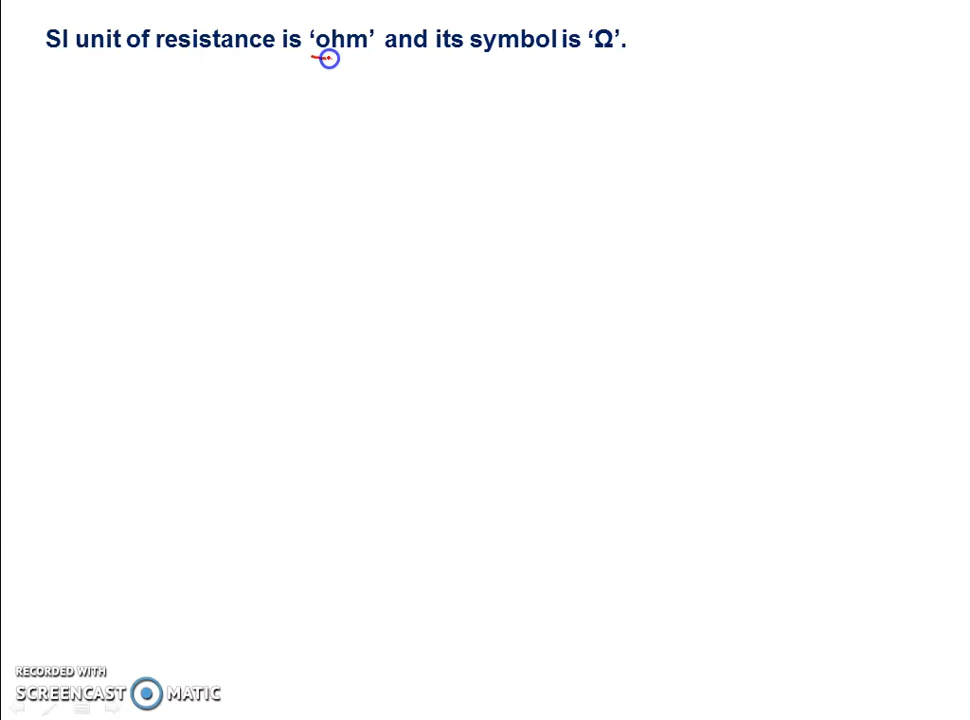 SI unit of resistance is ‘ohm’ and its symbol is ‘Ω’.
RECORDED WITH
SCREENCAST MATIC